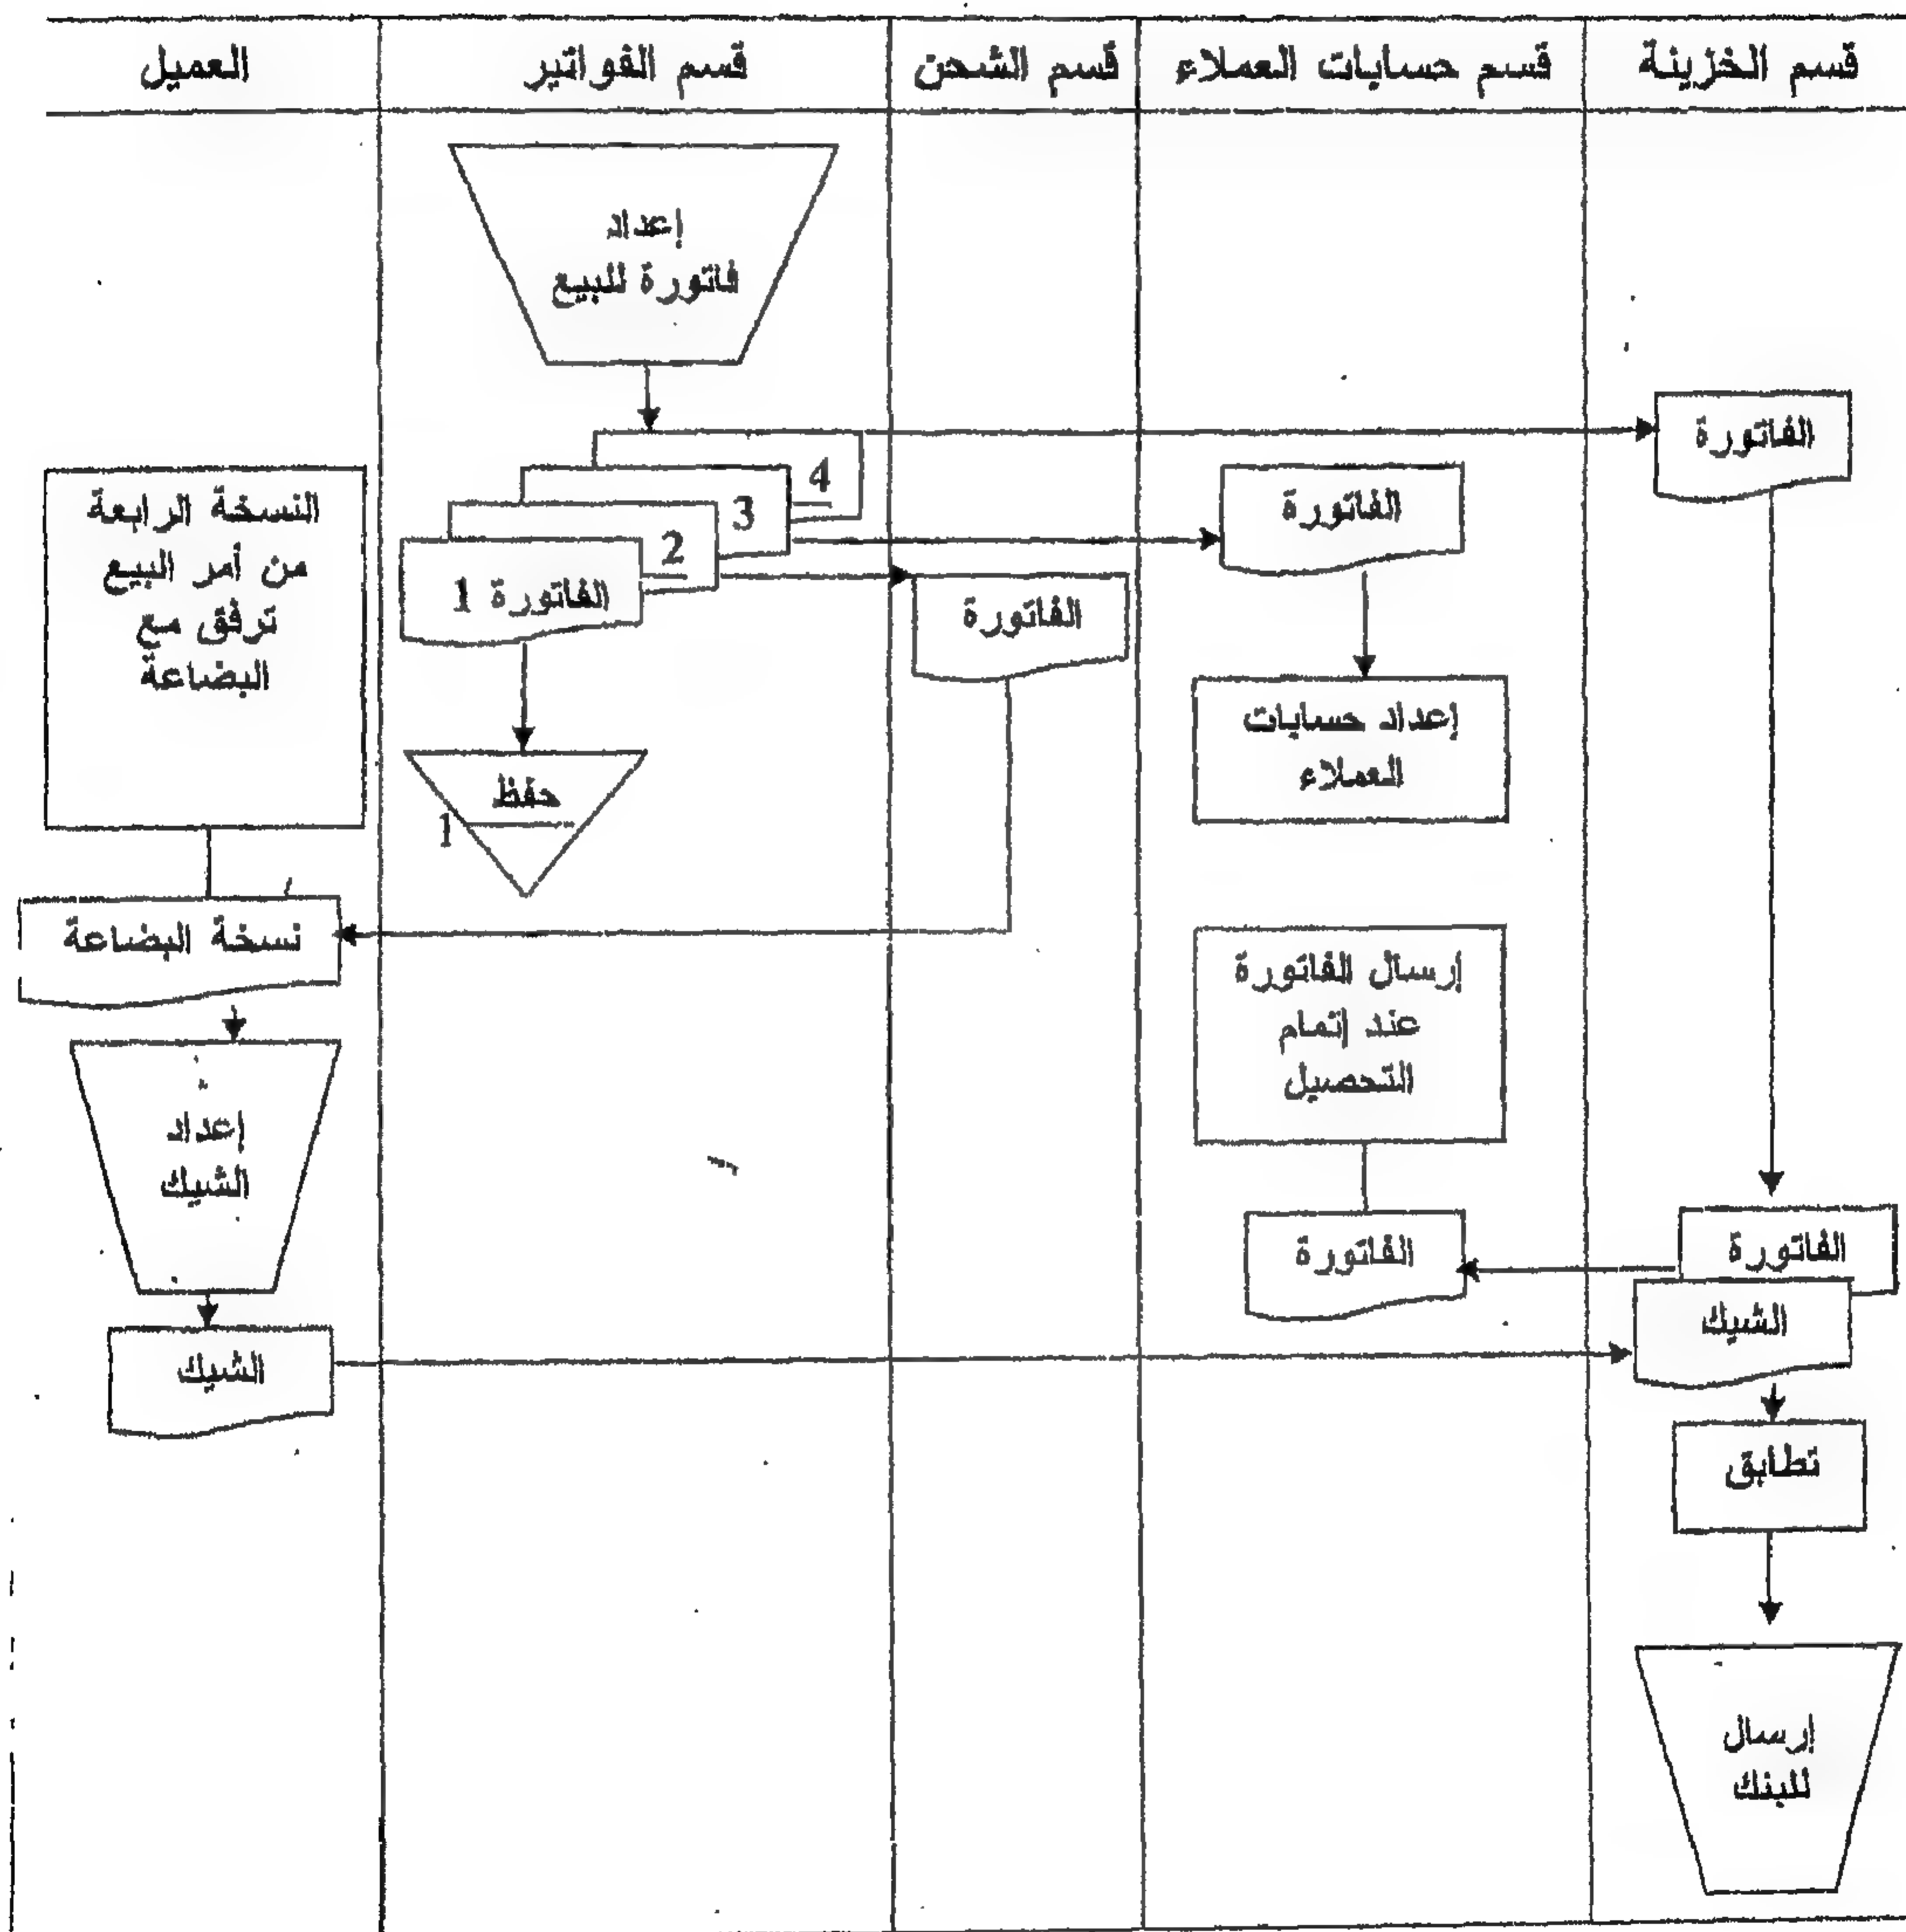 قسم الخزينة
قسم حسابات العملاء
قسم الشحن
قسم الفواتير
العميل
إعداد
فاتورة للبيع
الفاتورة
4
3
2
الفاتورة 1
الفاتورة
الفاتورة
النسخة الرابعة
من أمر البيع
ترفق مع
البضاعة
إعداد حسابات
العملاء
حفظ
1
نسخة البضاعة
إرسال الفاتورة
عند إتمام
التحصيل
إعداد
الشيك
الفاتورة
الفاتورة
الشيك
الشيك
تطابق
إرسال
للبنك